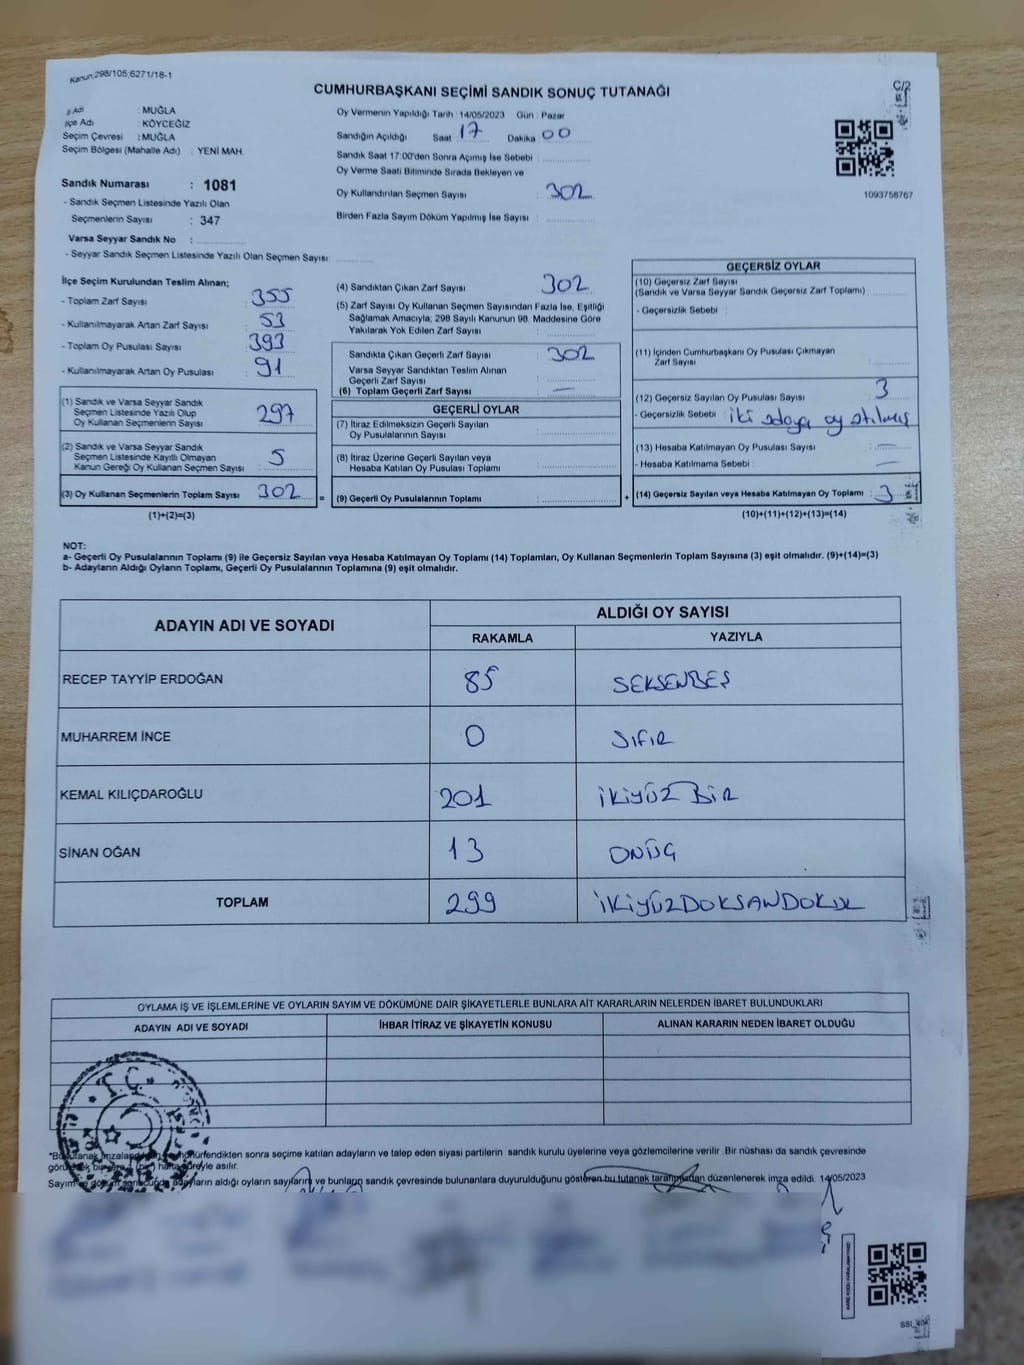 Kanun:298/105;6271/18-1
CUMHURBAŞKANI SEÇİMİ SANDIK SONUÇ TUTANAĞI
İl Adı : MUĞLA
İlçe Adı : KÖYCEĞİZ
Seçim Çevresi : MUĞLA
Seçim Bölgesi (Mahalle Adı) : YENİ MAH.
Sandık Numarası : 1081
- Sandık Seçmen Listesinde Yazılı Olan
Seçmenlerin Sayısı : 347
Varsa Seyyar Sandık No :
- Seyyar Sandık Seçmen Listesinde Yazılı Olan Seçmen Sayısı:
Oy Vermenin Yapıldığı Tarih :14/05/2023 Gün : Pazar
Sandığın Açıldığı Saat 17 Dakika 00
Sandık Saat 17:00'den Sonra Açılmış İse Sebebi :
Oy Verme Saati Bitiminde Sırada Bekleyen ve
Oy Kullandırılan Seçmen Sayısı : 302
Birden Fazla Sayım Döküm Yapılmış İse Sayısı :
C/2
1093758767
İlçe Seçim Kurulundan Teslim Alınan;
- Toplam Zarf Sayısı : 355
- Kullanılmayarak Artan Zarf Sayısı : 53
- Toplam Oy Pusulası Sayısı : 393
- Kullanılmayarak Artan Oy Pusulası : 91
(1) Sandık ve Varsa Seyyar Sandık
Seçmen Listesinde Yazılı Olup
Oy Kullanan Seçmenlerin Sayısı : 297
(2) Sandık ve Varsa Seyyar Sandık
Seçmen Listesinde Kayıtlı Olmayan
Kanun Gereği Oy Kullanan Seçmen Sayısı : 5
(3) Oy Kullanan Seçmenlerin Toplam Sayısı : 302
(1)+(2)=(3)
(4) Sandıktan Çıkan Zarf Sayısı : 302
(5) Zarf Sayısı Oy Kullanan Seçmen Sayısından Fazla İse, Eşitliği
Sağlamak Amacıyla; 298 Sayılı Kanunun 98. Maddesine Göre
Yakılarak Yok Edilen Zarf Sayısı :
Sandıkta Çıkan Geçerli Zarf Sayısı : 302
Varsa Seyyar Sandıktan Teslim Alınan
Geçerli Zarf Sayısı :
(6) Toplam Geçerli Zarf Sayısı : —
GEÇERLİ OYLAR
(7) İtiraz Edilmeksizin Geçerli Sayılan
Oy Pusulalarının Sayısı :
(8) İtiraz Üzerine Geçerli Sayılan veya
Hesaba Katılan Oy Pusulası Toplamı :
= (9) Geçerli Oy Pusulalarının Toplamı :
GEÇERSİZ OYLAR
(10) Geçersiz Zarf Sayısı
(Sandık ve Varsa Seyyar Sandık Geçersiz Zarf Toplamı) :
- Geçersizlik Sebebi :
(11) İçinden Cumhurbaşkanı Oy Pusulası Çıkmayan
Zarf Sayısı :
(12) Geçersiz Sayılan Oy Pusulası Sayısı : 3
- Geçersizlik Sebebi : iki adaya oy atılmış
(13) Hesaba Katılmayan Oy Pusulası Sayısı : —
- Hesaba Katılmama Sebebi : —
+ (14) Geçersiz Sayılan veya Hesaba Katılmayan Oy Toplamı : 3
(10)+(11)+(12)+(13)=(14)
NOT:
a- Geçerli Oy Pusulalarının Toplamı (9) ile Geçersiz Sayılan veya Hesaba Katılmayan Oy Toplamı (14) Toplamları, Oy Kullanan Seçmenlerin Toplam Sayısına (3) eşit olmalıdır. (9)+(14)=(3)
b- Adayların Aldığı Oyların Toplamı, Geçerli Oy Pusulalarının Toplamına (9) eşit olmalıdır.
ADAYIN ADI VE SOYADI ALDIĞI OY SAYISI
RAKAMLA YAZIYLA
RECEP TAYYİP ERDOĞAN 85 SEKSENBEŞ
MUHARREM İNCE 0 SIFIR
KEMAL KILIÇDAROĞLU 201 İKİYÜZ BİR
SİNAN OĞAN 13 ONÜÇ
TOPLAM 299 İKİYÜZDOKSANDOKUZ
OYLAMA İŞ VE İŞLEMLERİNE VE OYLARIN SAYIM VE DÖKÜMÜNE DAİR ŞİKAYETLERLE BUNLARA AİT KARARLARIN NELERDEN İBARET BULUNDUKLARI
ADAYIN ADI VE SOYADI İHBAR İTİRAZ VE ŞİKAYETİN KONUSU ALINAN KARARIN NEDEN İBARET OLDUĞU
T.C.
sonra seçime katılan adayların ve talep eden siyasi partilerin sandık kurulu üyelerine veya gözlemcilerine verilir .Bir nüshası da sandık çevresinde
asılır.
aldığı oyların sayıları ve bunların sandık çevresinde bulunanlara duyurulduğunu gösteren bu tutanak tarafımızdan düzenlenerek imza edildi. 14/05/2023